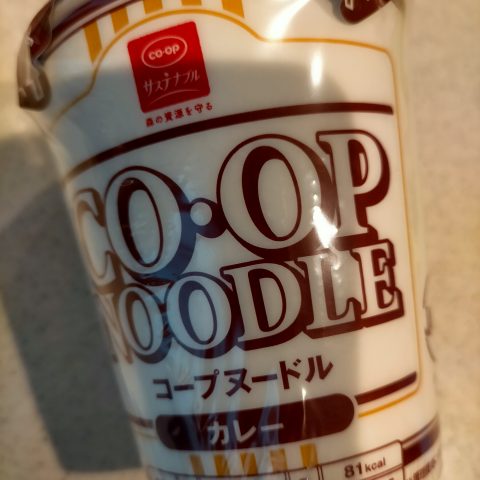 CO・OP
サステナブル
森の資源を守る
CO・OP
NOODLE
コープヌードル
カレー
81kcal